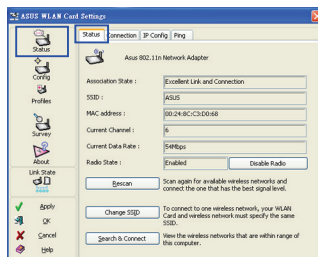 ASUS WLAN Card Settings
Status
Config
Profiles
Survey
About
Link State
Apply
OK
Cancel
Help
Status Connection IP Config Ping
Asus 802.11n Network Adapter
Association State : Excellent Link and Connection
SSID : ASUS
MAC address : 00:24:8C:C3:D0:68
Current Channel : 6
Current Data Rate : 54Mbps
Radio State : Enabled Disable Radio
Rescan Scan again for available wireless networks and
connect the one that has the best signal level.
Change SSID To connect to one wireless network, your WLAN
Card and wireless network must specify the same
SSID.
Search & Connect View the wireless networks that are within range of
this computer.